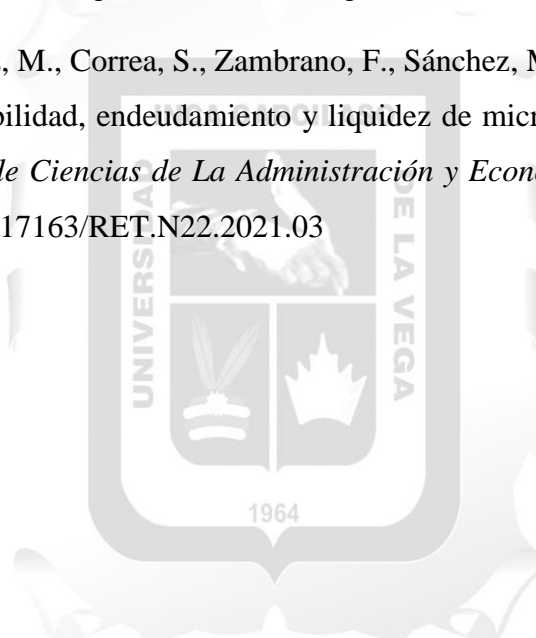 , M., Correa, S., Zambrano, F., Sánchez, M
bilidad, endeudamiento y liquidez de micr
de Ciencias de La Administración y Econ
17163/RET.N22.2021.03
UNIVERSIDAD
DE LA VEGA
1964